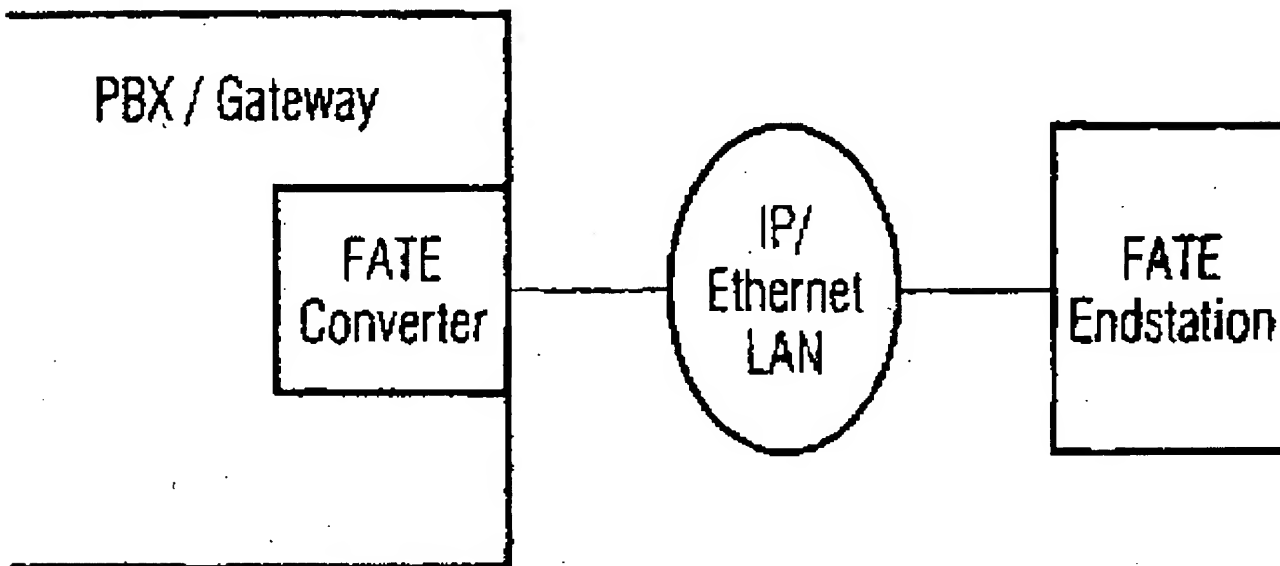 PBX / Gateway
FATE
Converter
IP/
Ethernet
LAN
FATE
Endstation